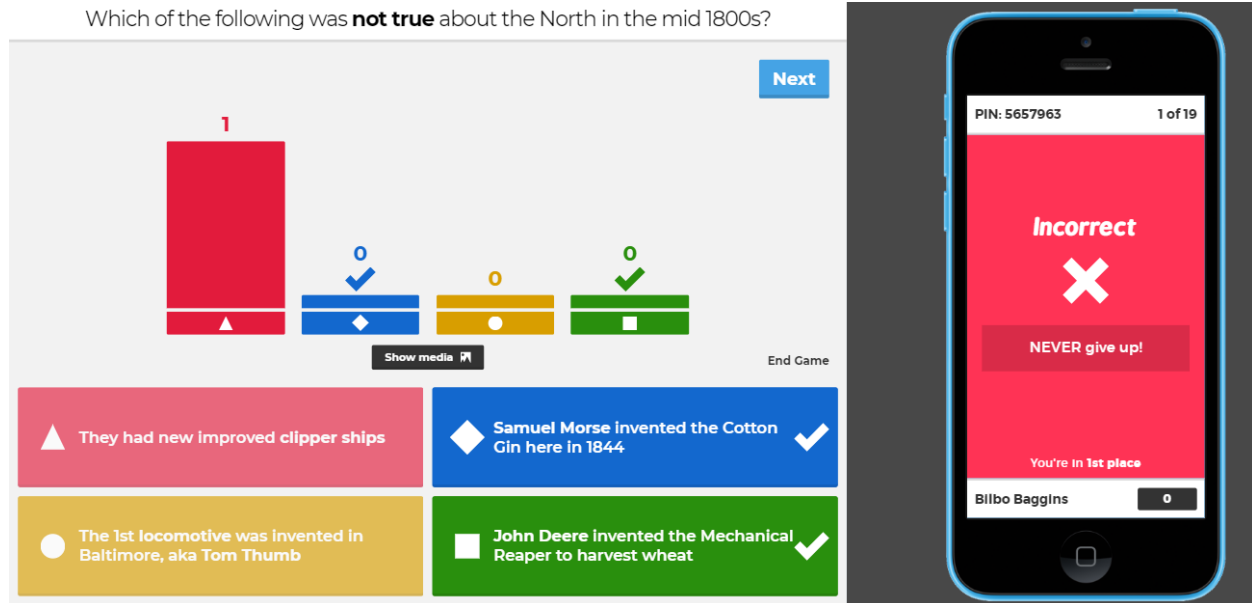 Which of the following was not true about the North in the mid 1800s?
Next
1
0
0
0
Show media
End Game
They had new improved clipper ships
Samuel Morse invented the Cotton
Gin here in 1844
The 1st locomotive was invented in
Baltimore, aka Tom Thumb
John Deere invented the Mechanical
Reaper to harvest wheat
PIN: 5657963 1 of 19
Incorrect
NEVER give up!
You're in 1st place
Bilbo Baggins 0